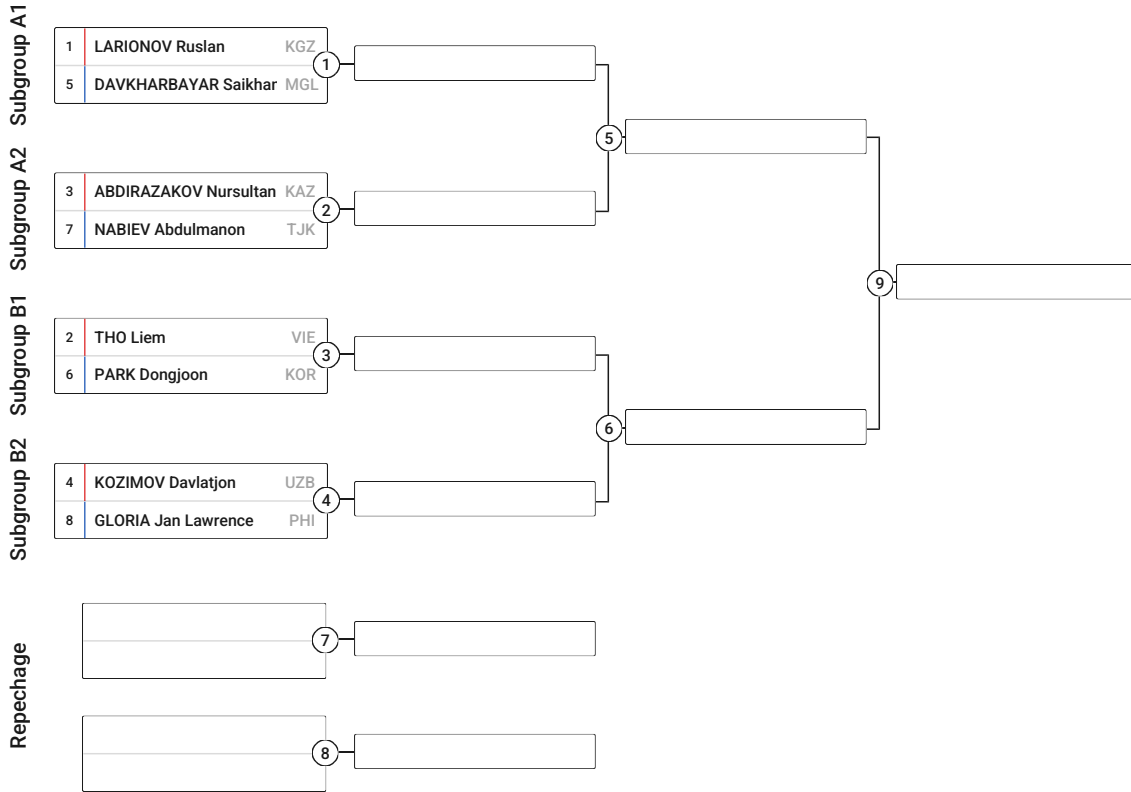 Subgroup A1
1 LARIONOV Ruslan KGZ
5 DAVKHARBAYAR Saikhar MGL
1
Subgroup A2
3 ABDIRAZAKOV Nursultan KAZ
7 NABIEV Abdulmanon TJK
2
5
Subgroup B1
2 THO Liem VIE
6 PARK Dongjoon KOR
3
Subgroup B2
4 KOZIMOV Davlatjon UZB
8 GLORIA Jan Lawrence PHI
4
6
9
Repechage
7
8